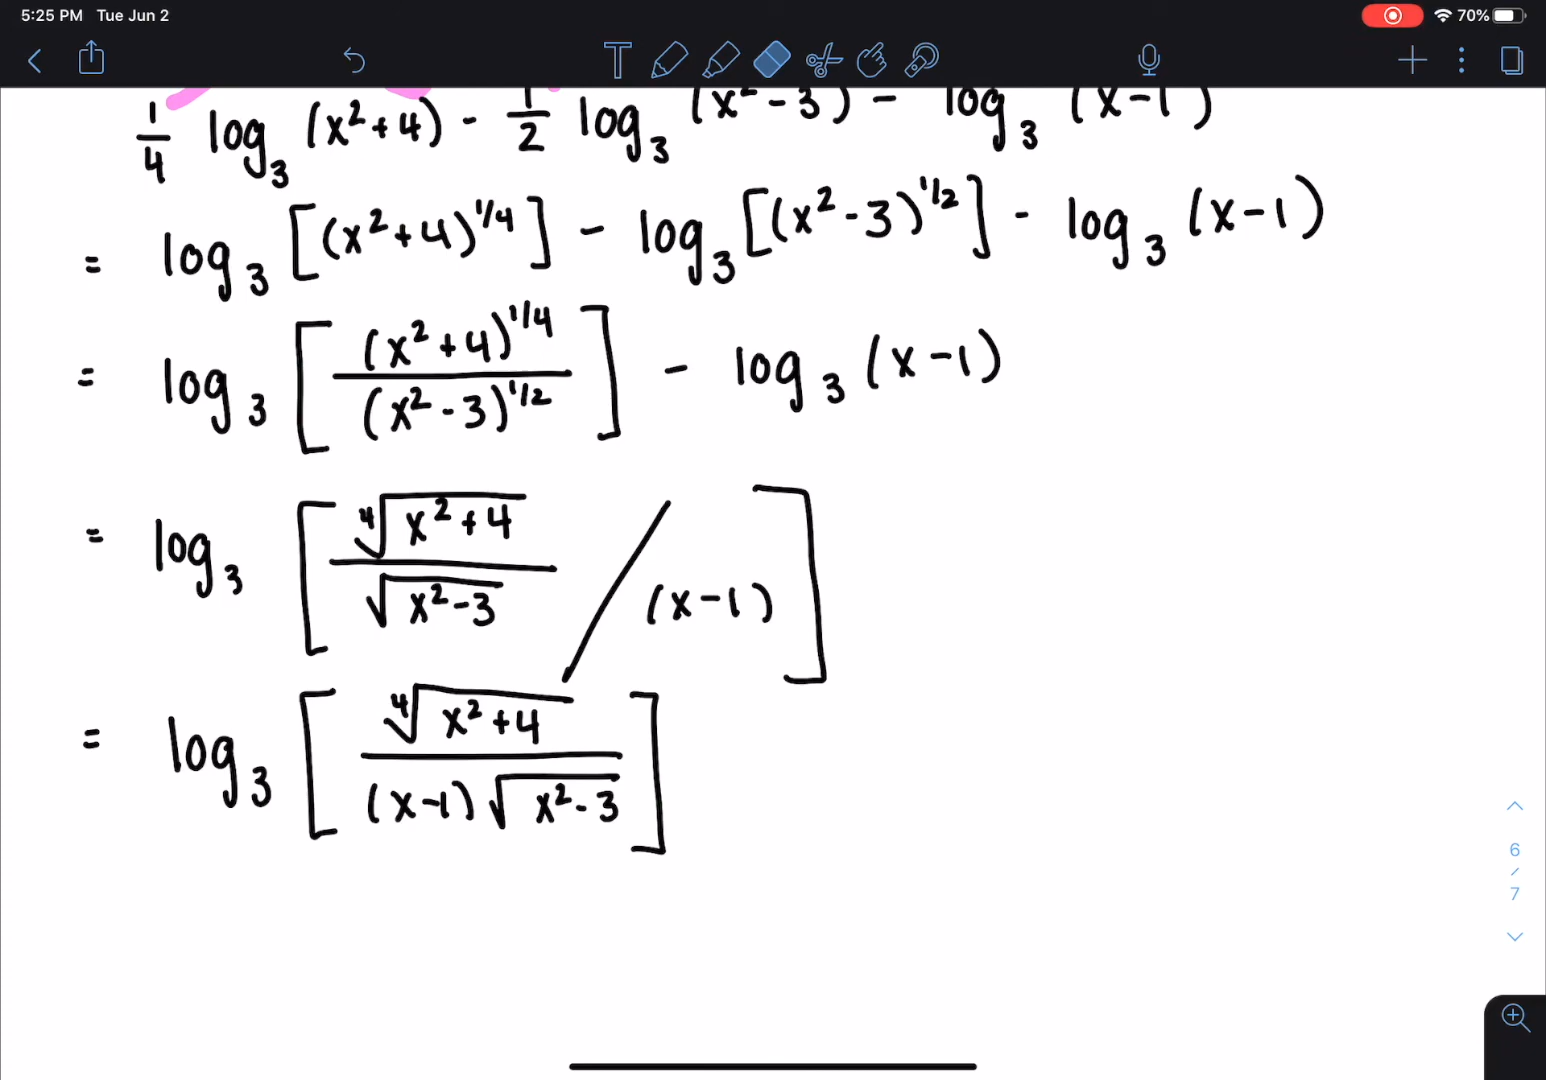 5:25 PM Tue Jun 2 70%
1/4 log₃ (x²+4) - 1/2 log₃ (x²-3) - log₃ (x-1)
= log₃ [(x²+4)^1/4] - log₃ [(x²-3)^1/2] - log₃ (x-1)
= log₃ [(x²+4)^1/4 / (x²-3)^1/2] - log₃ (x-1)
= log₃ [⁴√(x²+4) / √(x²-3) / (x-1)]
= log₃ [⁴√(x²+4) / (x-1)√(x²-3)]
6/7